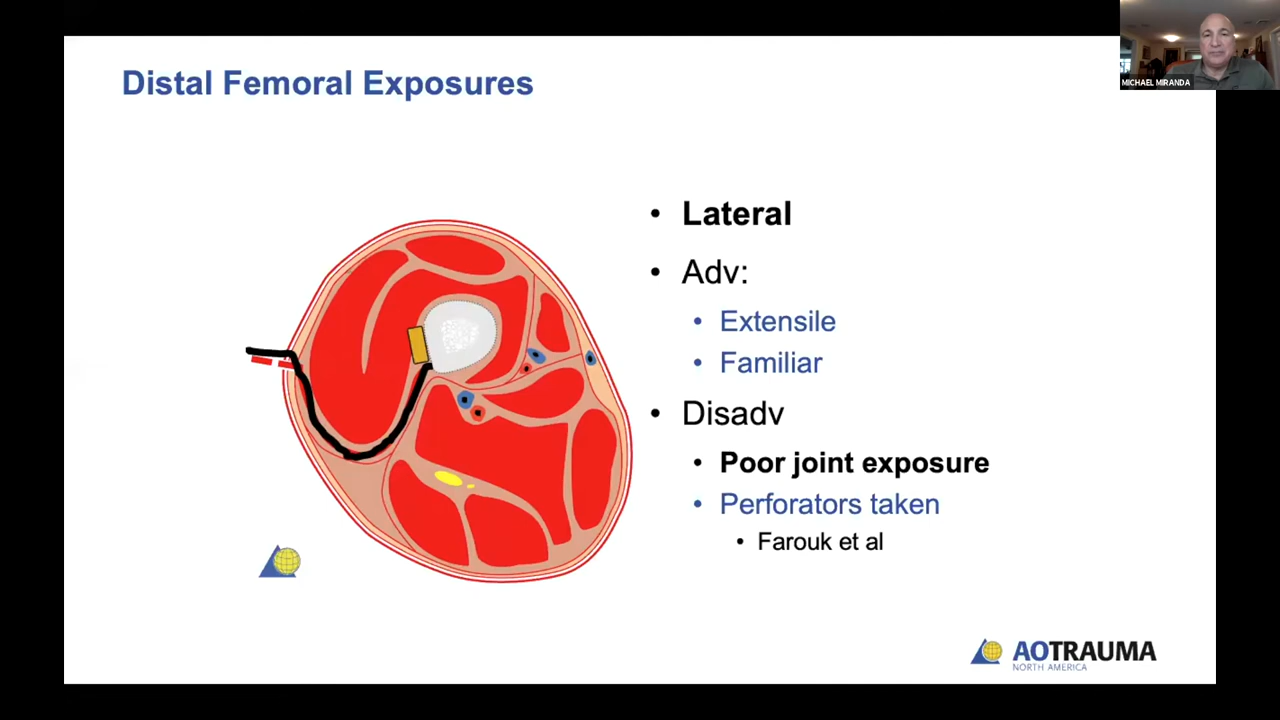 MICHAEL MIRANDA
Distal Femoral Exposures
• Lateral
• Adv:
• Extensile
• Familiar
• Disadv
• Poor joint exposure
• Perforators taken
• Farouk et al
AOTRAUMA
NORTH AMERICA